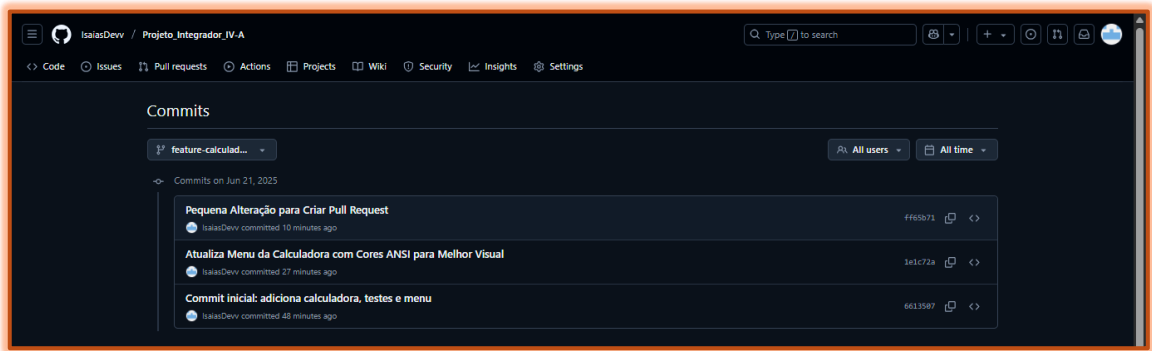 IsaiasDevv / Projeto_Integrador_IV-A
Type / to search
Code Issues Pull requests Actions Projects Wiki Security Insights Settings
Commits
feature-calculad... All users All time
Commits on Jun 21, 2025
Pequena Alteração para Criar Pull Request
IsaiasDevv committed 10 minutes ago
ff65b71
Atualiza Menu da Calculadora com Cores ANSI para Melhor Visual
IsaiasDevv committed 27 minutes ago
1e1c72a
Commit inicial: adiciona calculadora, testes e menu
IsaiasDevv committed 48 minutes ago
6613507